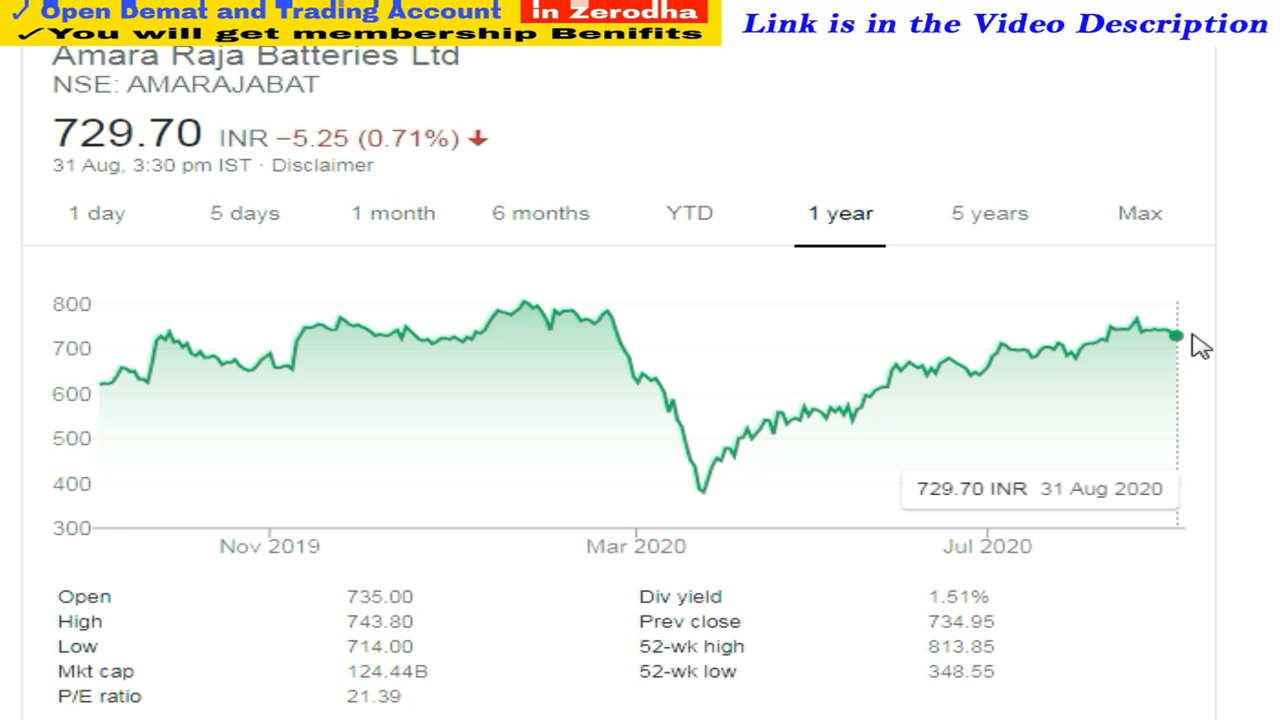 ✓ Open Demat and Trading Account In Zerodha
✓You will get membership Benifits
Link is in the Video Description
Amara Raja Batteries Ltd
NSE: AMARAJABAT
729.70 INR −5.25 (0.71%) ↓
31 Aug, 3:30 pm IST · Disclaimer
1 day 5 days 1 month 6 months YTD 1 year 5 years Max
800
700
600
500
400
300
729.70 INR 31 Aug 2020
Nov 2019 Mar 2020 Jul 2020
Open 735.00 Div yield 1.51%
High 743.80 Prev close 734.95
Low 714.00 52-wk high 813.85
Mkt cap 124.44B 52-wk low 348.55
P/E ratio 21.39